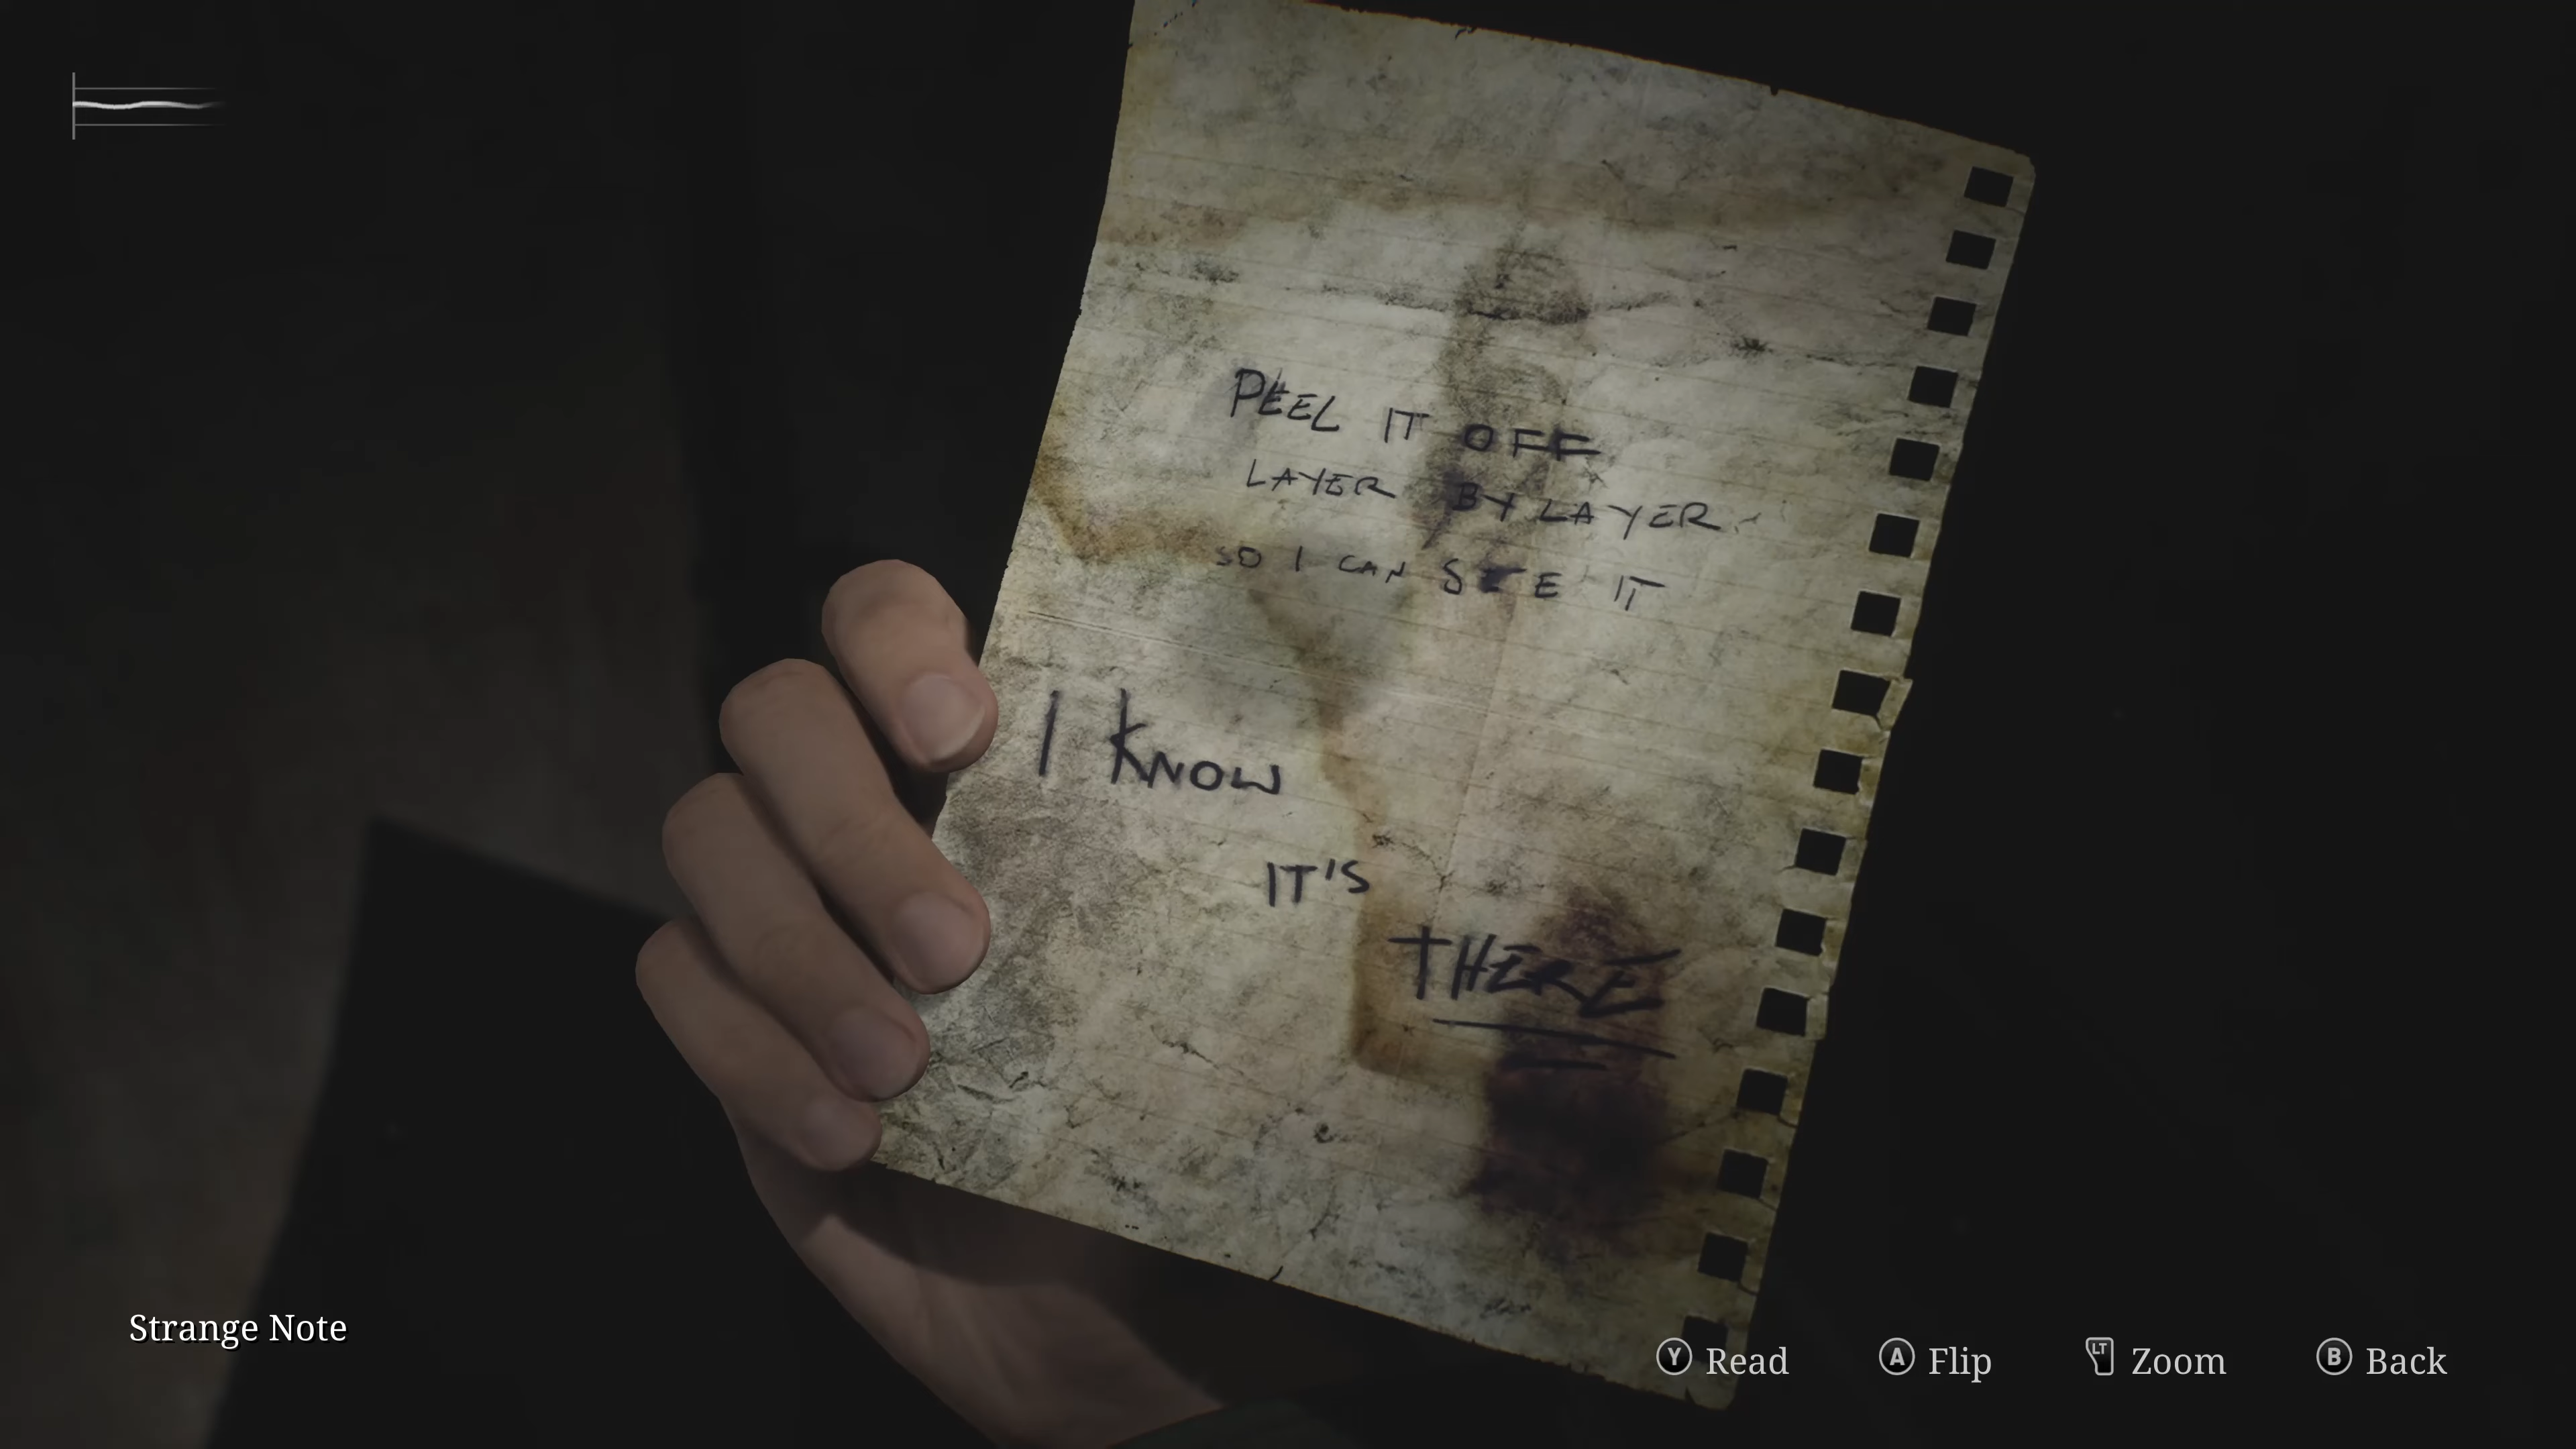 PEEL IT OFF
LAYER BY LAYER
SO I CAN SEE IT
I KNOW
IT'S
THERE
Strange Note
Y Read A Flip LT Zoom B Back